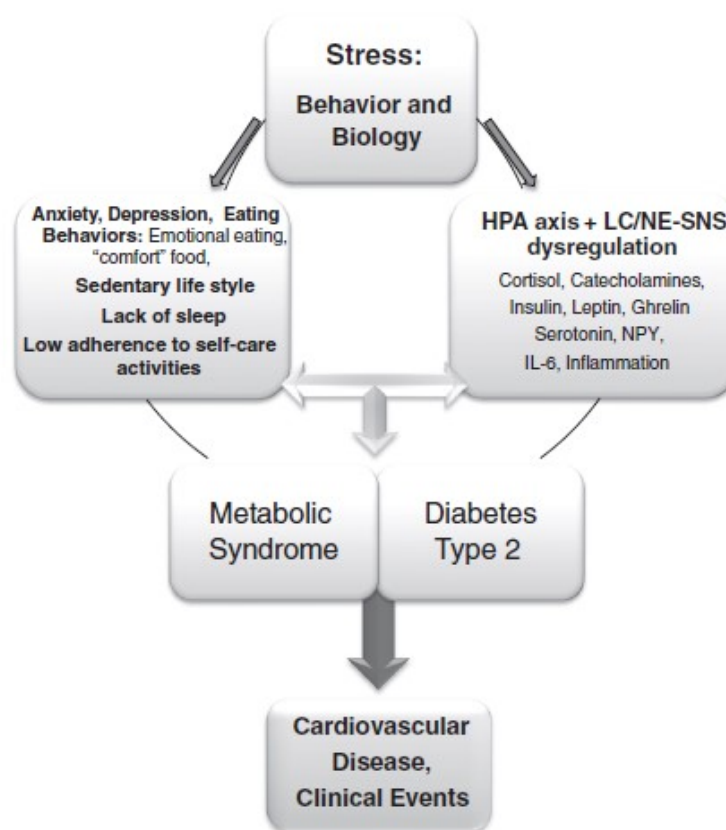 Stress:
Behavior and
Biology
Anxiety, Depression, Eating
Behaviors: Emotional eating,
“comfort” food,
Sedentary life style
Lack of sleep
Low adherence to self-care
activities
HPA axis + LC/NE-SNS
dysregulation
Cortisol, Catecholamines,
Insulin, Leptin, Ghrelin
Serotonin, NPY,
IL-6, Inflammation
Metabolic
Syndrome
Diabetes
Type 2
Cardiovascular
Disease,
Clinical Events